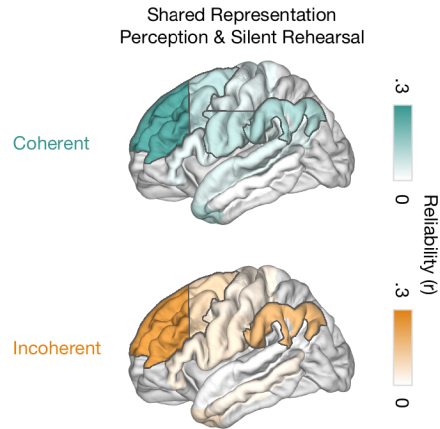 Shared Representation
Perception & Silent Rehearsal
Coherent
.3
0
Reliability (r)
Incoherent
.3
0